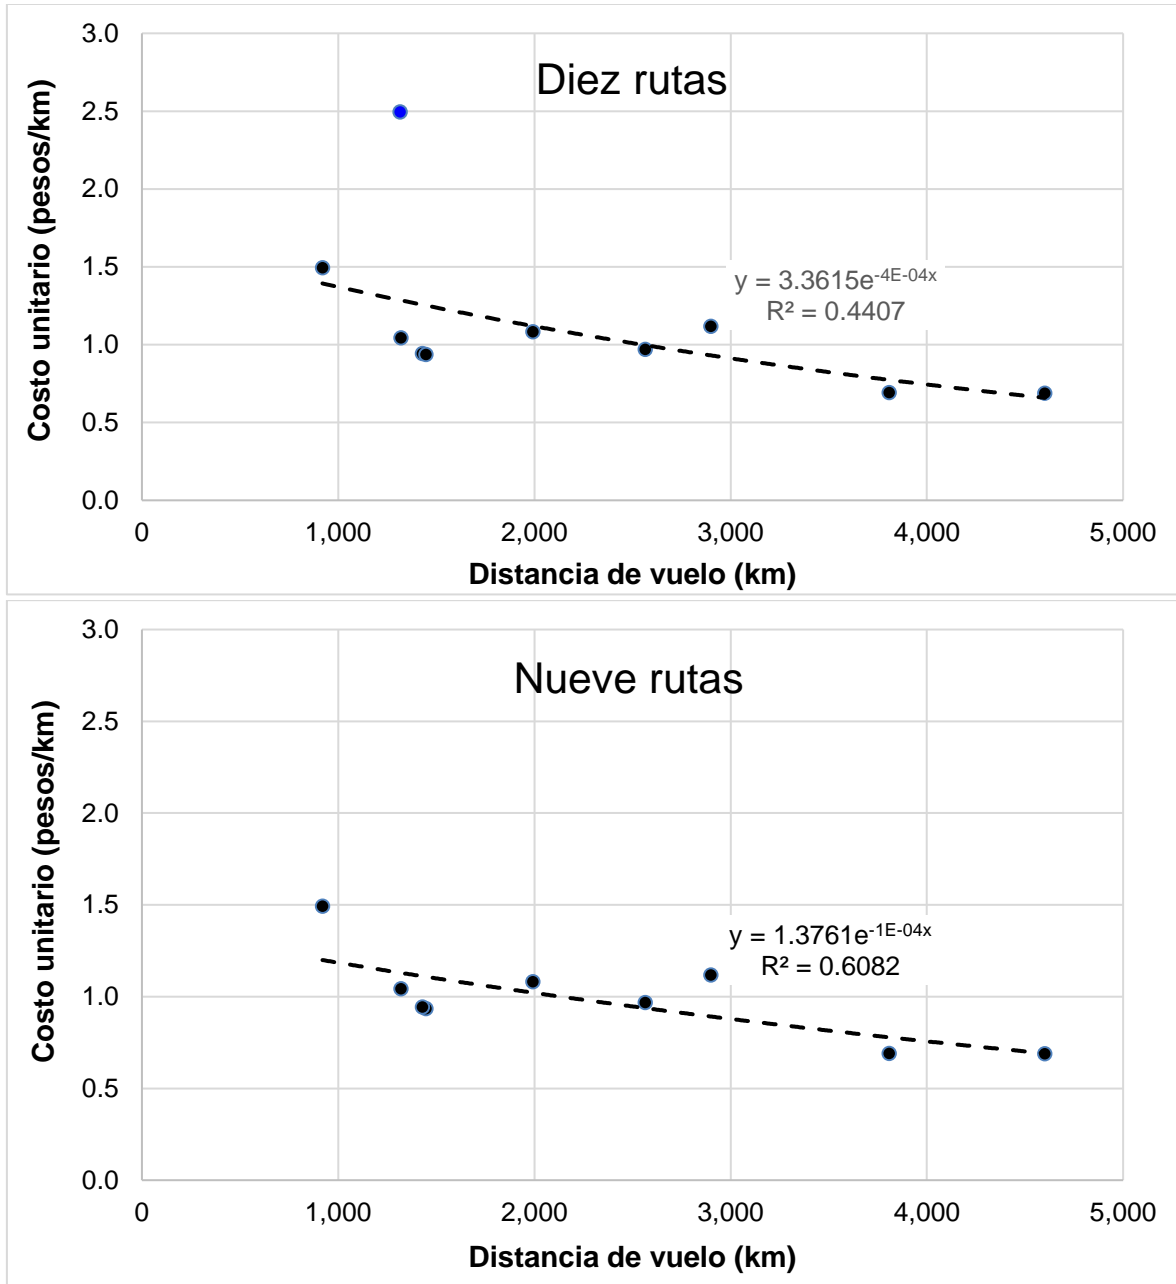 Diez rutas
Costo unitario (pesos/km)
3.0
2.5
2.0
1.5
1.0
0.5
0.0
y = 3.3615e^-4E-04x
R² = 0.4407
0 1,000 2,000 3,000 4,000 5,000
Distancia de vuelo (km)
Nueve rutas
Costo unitario (pesos/km)
3.0
2.5
2.0
1.5
1.0
0.5
0.0
y = 1.3761e^-1E-04x
R² = 0.6082
0 1,000 2,000 3,000 4,000 5,000
Distancia de vuelo (km)